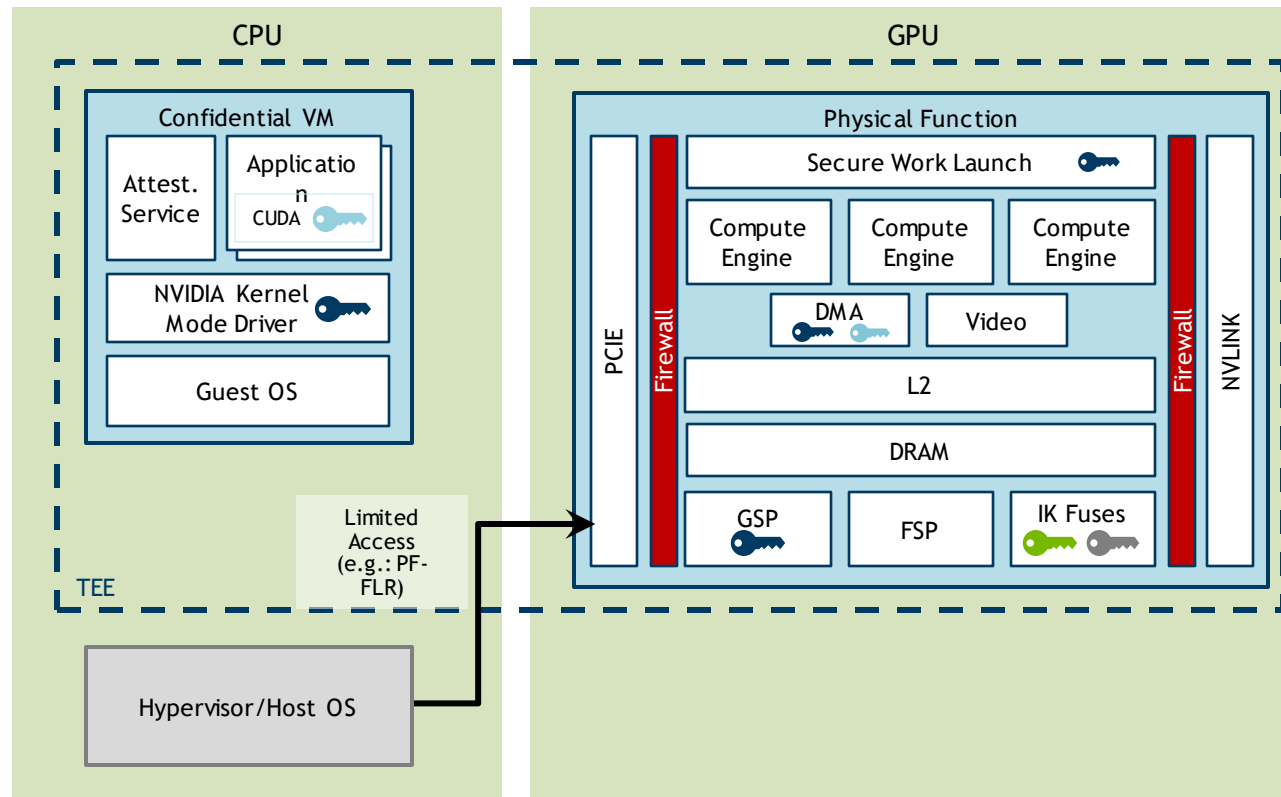 CPU
Confidential VM
Attest.
Service
Applicatio
n
CUDA
NVIDIA Kernel
Mode Driver
Guest OS
Limited
Access
(e.g.: PF-
FLR)
TEE
Hypervisor/Host OS
GPU
Physical Function
PCIE
Firewall
Secure Work Launch
Compute
Engine
Compute
Engine
Compute
Engine
DMA
Video
L2
DRAM
GSP
FSP
IK Fuses
Firewall
NVLINK